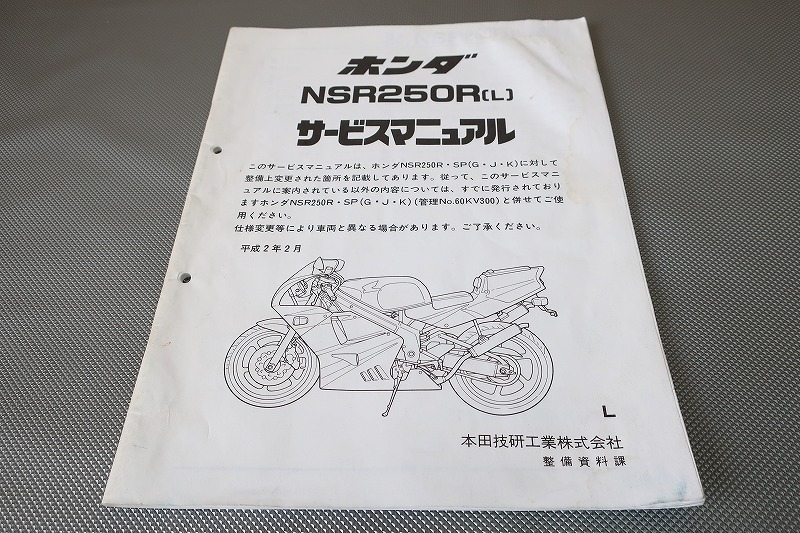 ホンダ
NSR250R(L)
サービスマニュアル
このサービスマニュアルは、ホンダNSR250R・SP(G・J・K)に対して
整備上変更された箇所を記載してあります。従って、このサービスマニ
ュアルに案内されている以外の内容については、すでに発行されており
ますホンダNSR250R・SP(G・J・K)(管理No.60KV300)と併せてご使
用ください。
仕様変更等により車両と異なる場合があります。ご了承ください。
平成2年2月
L
本田技研工業株式会社
整備資料課